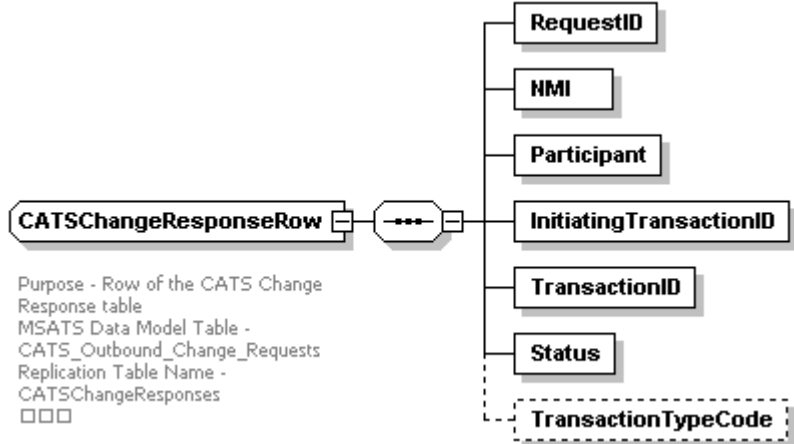 RequestID
NMI
Participant
CATSChangeResponseRow
InitiatingTransactionID
Purpose - Row of the CATS Change
Response table
MSATS Data Model Table -
CATS_Outbound_Change_Requests
Replication Table Name -
CATSChangeResponses
□□□
TransactionID
Status
TransactionTypeCode